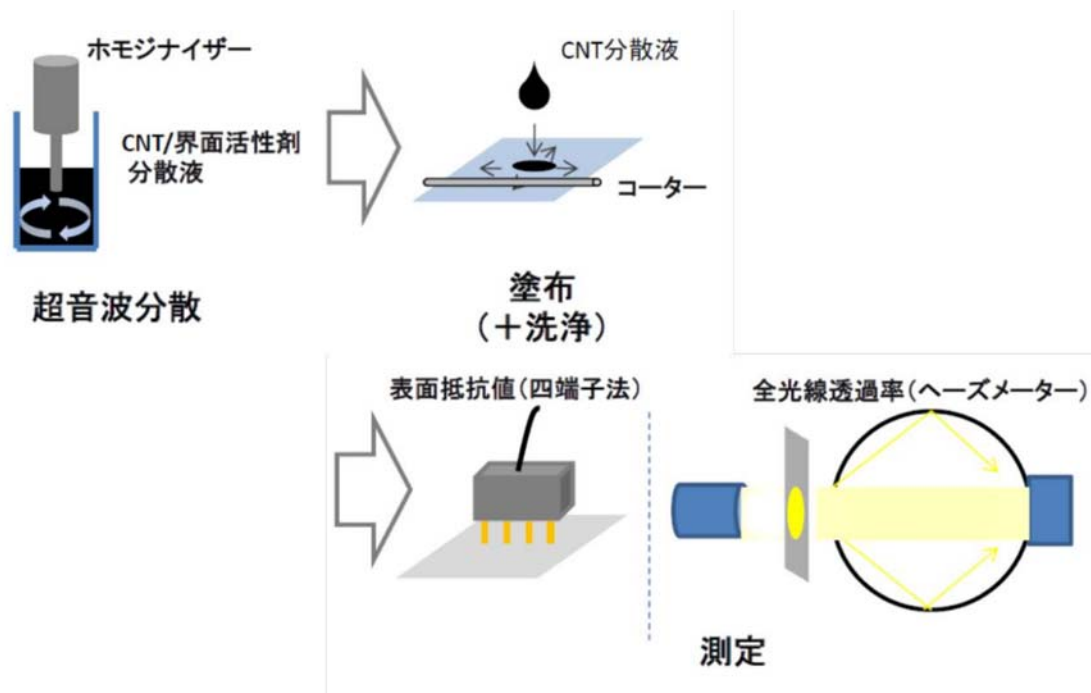 ホモジナイザー
CNT/界面活性剤
分散液
超音波分散
CNT分散液
コーター
塗布
（＋洗浄）
表面抵抗値（四端子法）
全光線透過率（ヘーズメーター）
測定